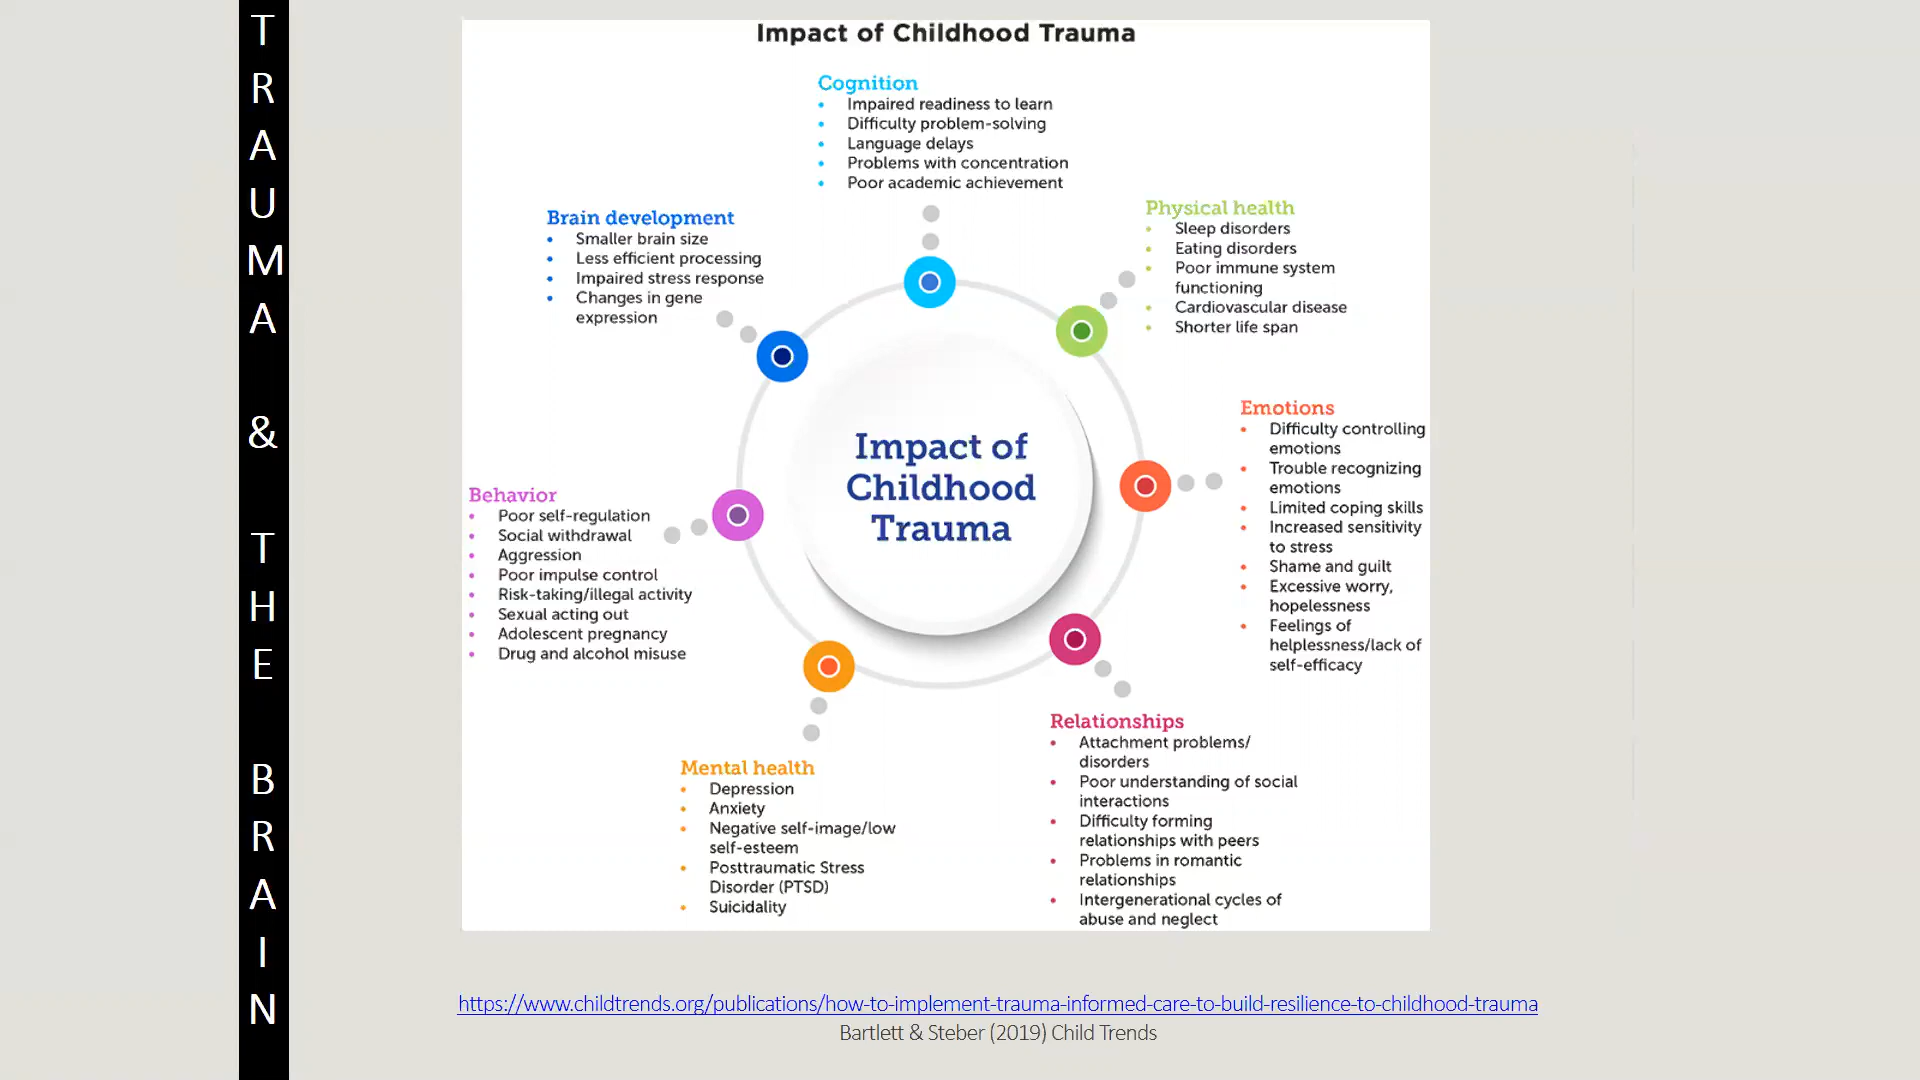 TRAUMA & THE BRAIN
Impact of Childhood Trauma
Cognition
• Impaired readiness to learn
• Difficulty problem-solving
• Language delays
• Problems with concentration
• Poor academic achievement
Physical health
• Sleep disorders
• Eating disorders
• Poor immune system
functioning
• Cardiovascular disease
• Shorter life span
Emotions
• Difficulty controlling
emotions
• Trouble recognizing
emotions
• Limited coping skills
• Increased sensitivity
to stress
• Shame and guilt
• Excessive worry,
hopelessness
• Feelings of
helplessness/lack of
self-efficacy
Relationships
• Attachment problems/
disorders
• Poor understanding of social
interactions
• Difficulty forming
relationships with peers
• Problems in romantic
relationships
• Intergenerational cycles of
abuse and neglect
Mental health
• Depression
• Anxiety
• Negative self-image/low
self-esteem
• Posttraumatic Stress
Disorder (PTSD)
• Suicidality
Behavior
• Poor self-regulation
• Social withdrawal
• Aggression
• Poor impulse control
• Risk-taking/illegal activity
• Sexual acting out
• Adolescent pregnancy
• Drug and alcohol misuse
Brain development
• Smaller brain size
• Less efficient processing
• Impaired stress response
• Changes in gene
expression
Impact of
Childhood
Trauma
https://www.childtrends.org/publications/how-to-implement-trauma-informed-care-to-build-resilience-to-childhood-trauma
Bartlett & Steber (2019) Child Trends